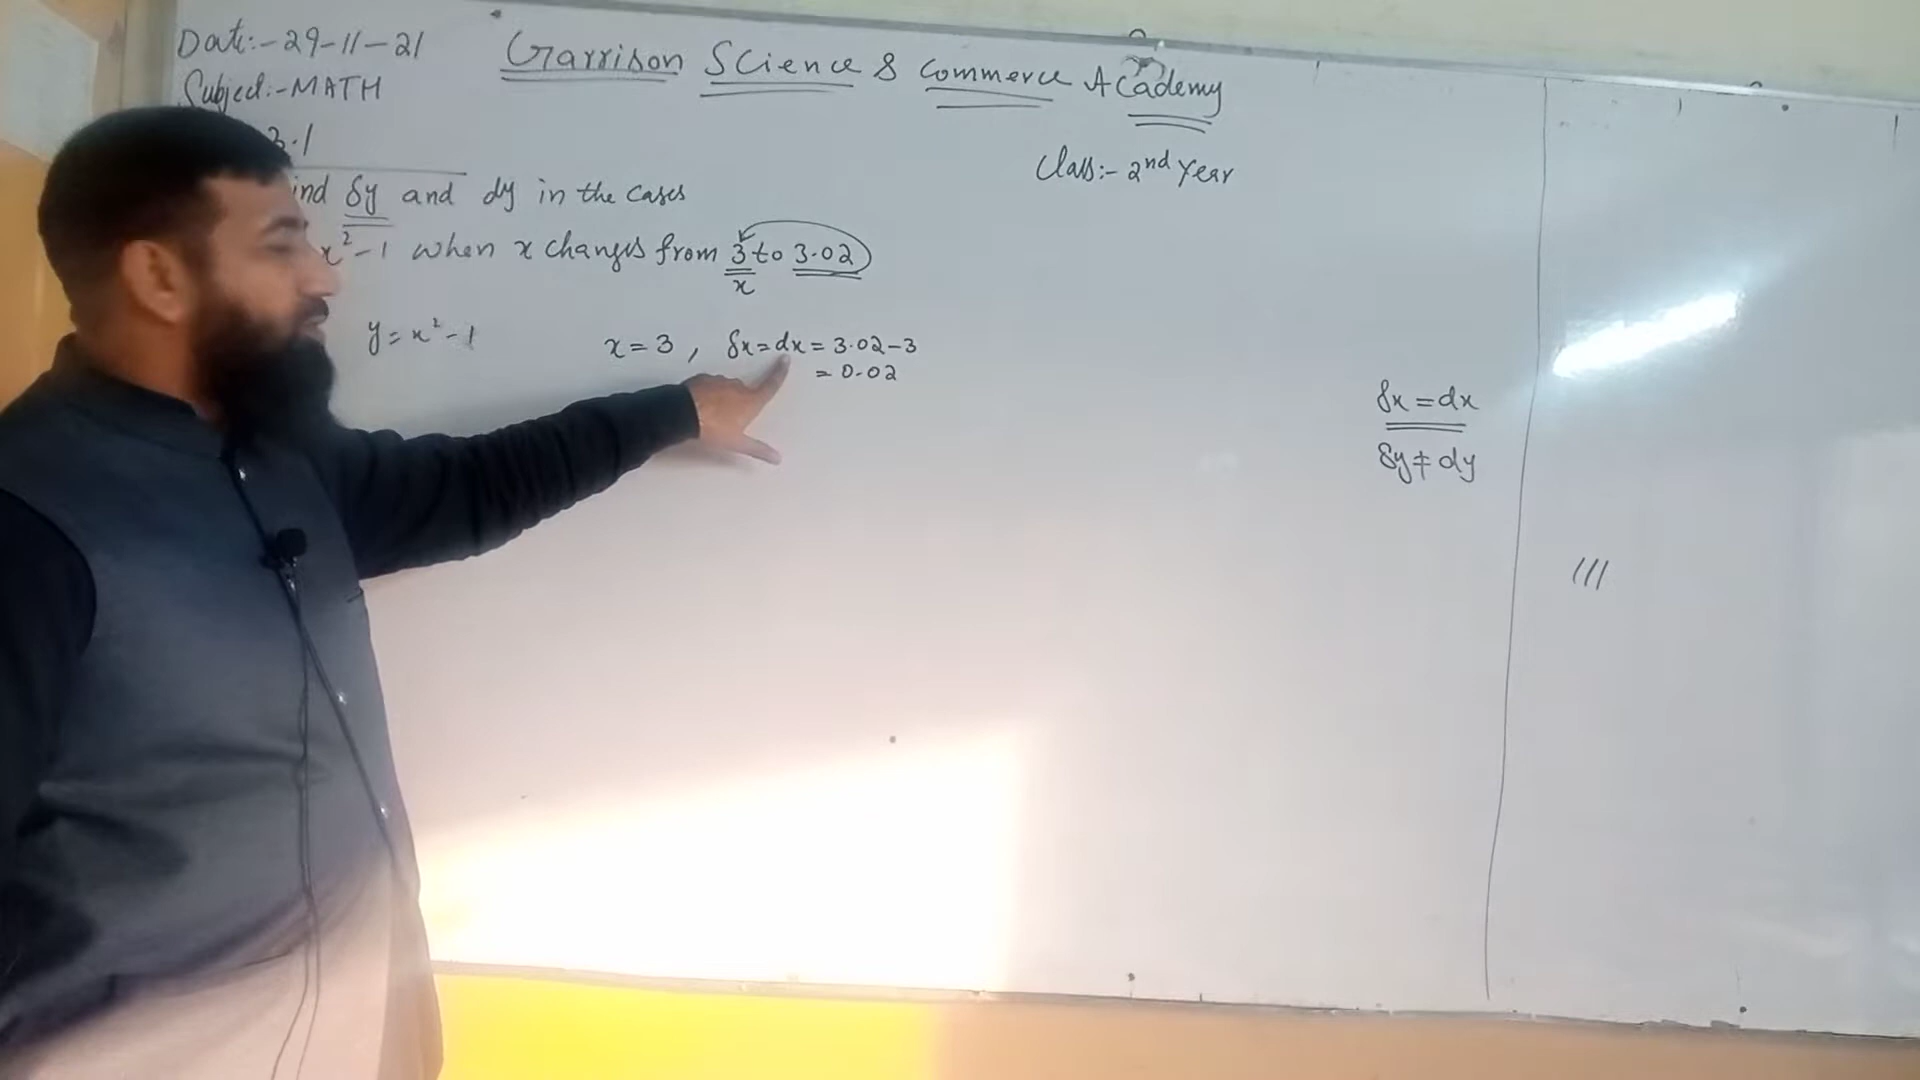 Date:-29-11-21
Garrison Science & Commerce Academy
Subject:-MATH
3.1
Class:- 2nd Year
ind δy and dy in the cases
x²-1 when x changes from 3 to 3.02
x
y = x²-1
x = 3 , δx = dx = 3.02-3
= 0.02
δx = dx
δy ≠ dy
///